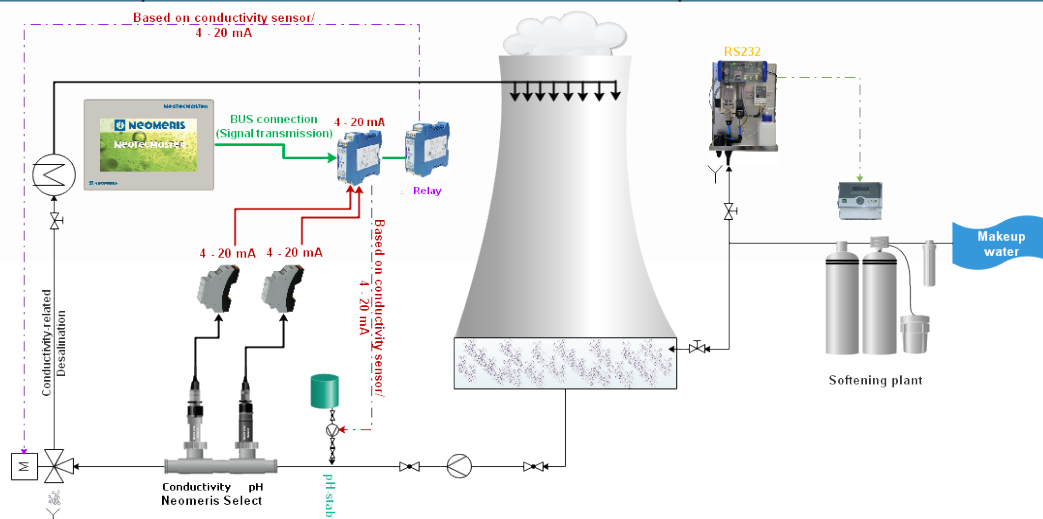 Based on conductivity sensor/
4 - 20 mA
RS232
NEOTECMASTER
NEOMERIS
NEOTECMASTER
NEOMERIS
BUS connection
(Signal transmission)
4 - 20 mA
Relay
4 - 20 mA
4 - 20 mA
Based on conductivity sensor/
4 - 20 mA
Makeup
water
Conductivity-related
Desalination
Softening plant
M
Conductivity
pH
Neomeris Select
pH-stab